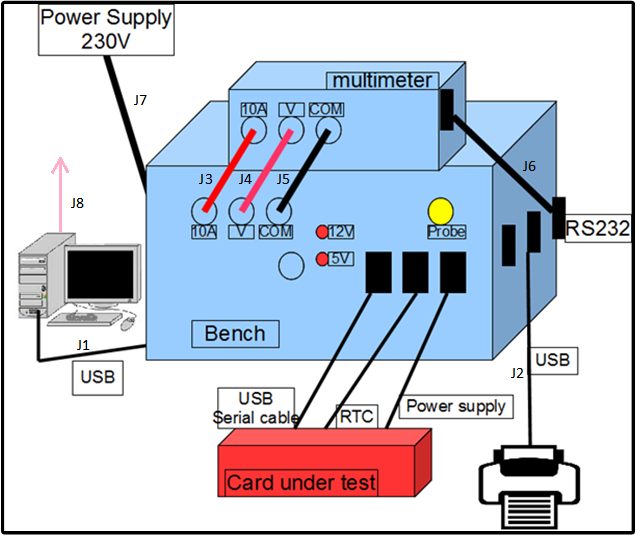 Power Supply
230V
J7
multimeter
10A V COM
J3 J4 J5
J6
J8
10A V COM
12V
Probe
RS232
5V
Bench
J1
USB
USB
J2
USB
Serial cable
RTC
Power supply
Card under test